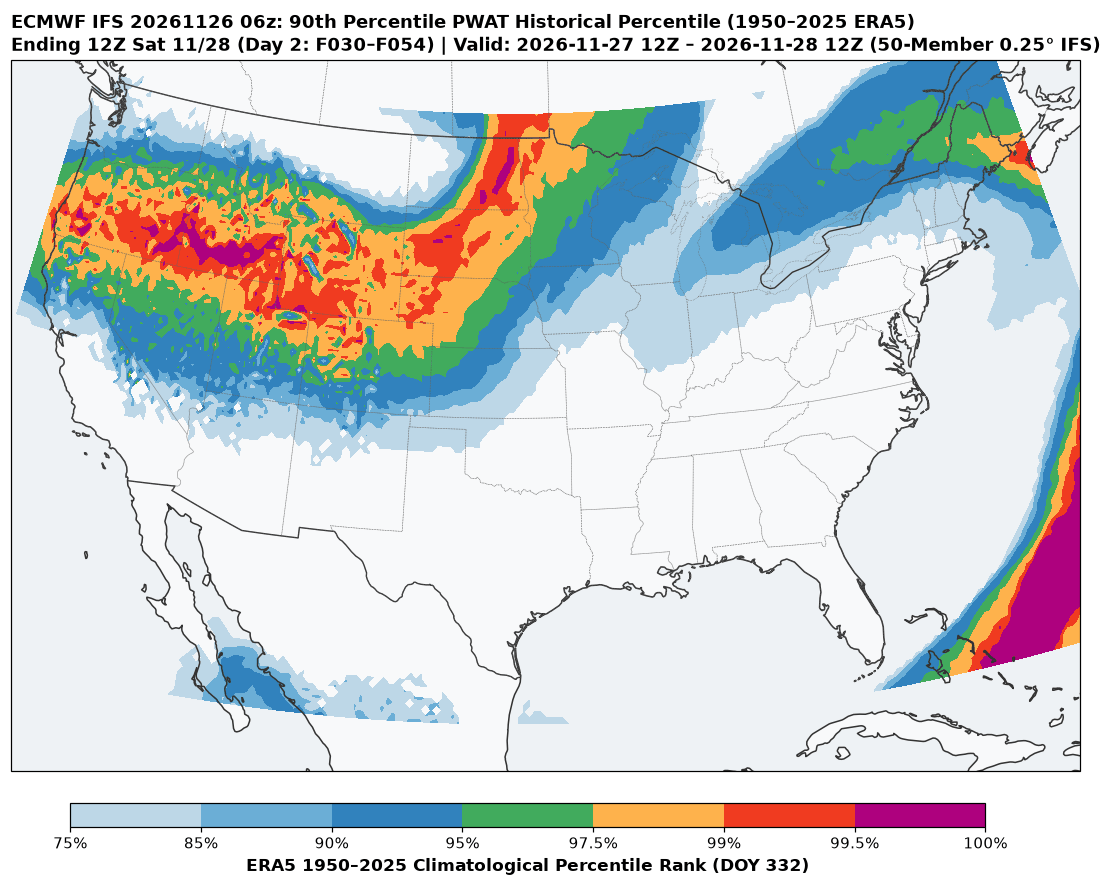 ECMWF IFS 20261126 06z: 90th Percentile PWAT Historical Percentile (1950–2025 ERA5)
Ending 12Z Sat 11/28 (Day 2: F030–F054) | Valid: 2026-11-27 12Z – 2026-11-28 12Z (50-Member 0.25° IFS)
75% 85% 90% 95% 97.5% 99% 99.5% 100%
ERA5 1950–2025 Climatological Percentile Rank (DOY 332)